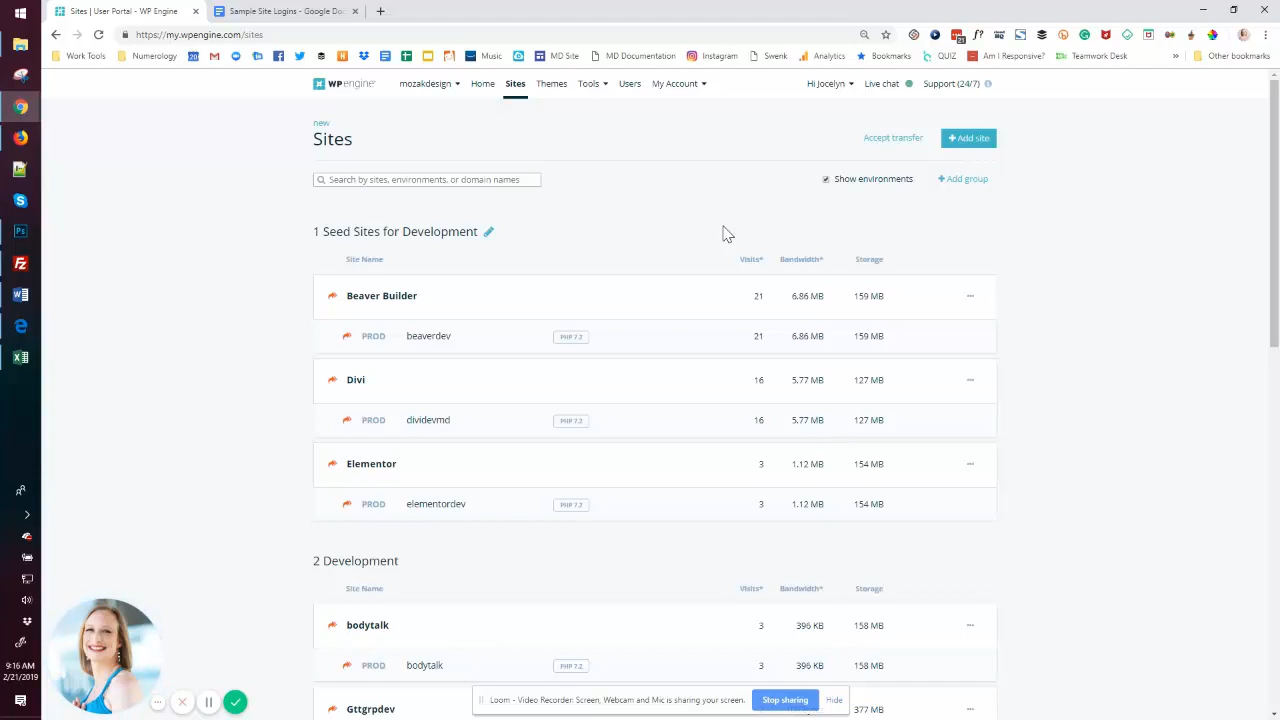 Sites | User Portal - WP Engine
Sample Site Logins - Google Doc
https://my.wpengine.com/sites
Work Tools
Numerology
Music
MD Site
MD Documentation
Instagram
Swenk
Analytics
Bookmarks
QUIZ
Am I Responsive?
Teamwork Desk
»
Other bookmarks
WP engine
mozakdesign
Home
Sites
Themes
Tools
Users
My Account
Hi Jocelyn
Live chat
Support (24/7)
new
Sites
Accept transfer
+ Add site
Search by sites, environments, or domain names
Show environments
+ Add group
1 Seed Sites for Development
Site Name Visits* Bandwidth* Storage
Beaver Builder 21 6.86 MB 159 MB ...
PROD beaverdev PHP 7.2 21 6.86 MB 159 MB
Divi 16 5.77 MB 127 MB ...
PROD dividevmd PHP 7.2 16 5.77 MB 127 MB
Elementor 3 1.12 MB 154 MB ...
PROD elementordev PHP 7.2 3 1.12 MB 154 MB
2 Development
Site Name Visits* Bandwidth* Storage
bodytalk 3 396 KB 158 MB ...
PROD bodytalk PHP 7.2 3 396 KB 158 MB
Gttgrpdev 377 MB ...
Loom - Video Recorder: Screen, Webcam and Mic is sharing your screen.
Stop sharing
Hide
9:16 AM
2/21/2019